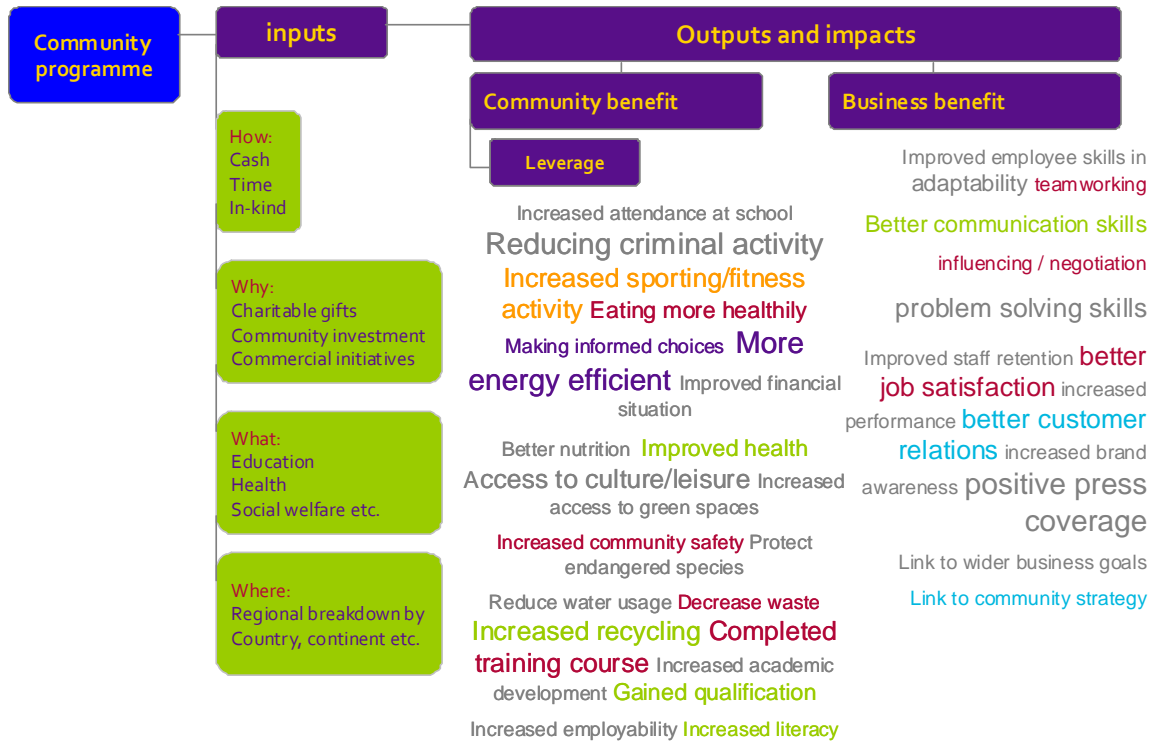 Community
programme
inputs
How:
Cash
Time
In-kind
Why:
Charitable gifts
Community investment
Commercial initiatives
What:
Education
Health
Social welfare etc.
Where:
Regional breakdown by
Country, continent etc.
Outputs and impacts
Community benefit
Leverage
Increased attendance at school
Reducing criminal activity
Increased sporting/fitness
activity Eating more healthily
Making informed choices More
energy efficient Improved financial
situation
Better nutrition Improved health
Access to culture/leisure Increased
access to green spaces
Increased community safety Protect
endangered species
Reduce water usage Decrease waste
Increased recycling Completed
training course Increased academic
development Gained qualification
Increased employability Increased literacy
Business benefit
Improved employee skills in
adaptability teamworking
Better communication skills
influencing / negotiation
problem solving skills
Improved staff retention better
job satisfaction increased
performance better customer
relations increased brand
awareness positive press
coverage
Link to wider business goals
Link to community strategy